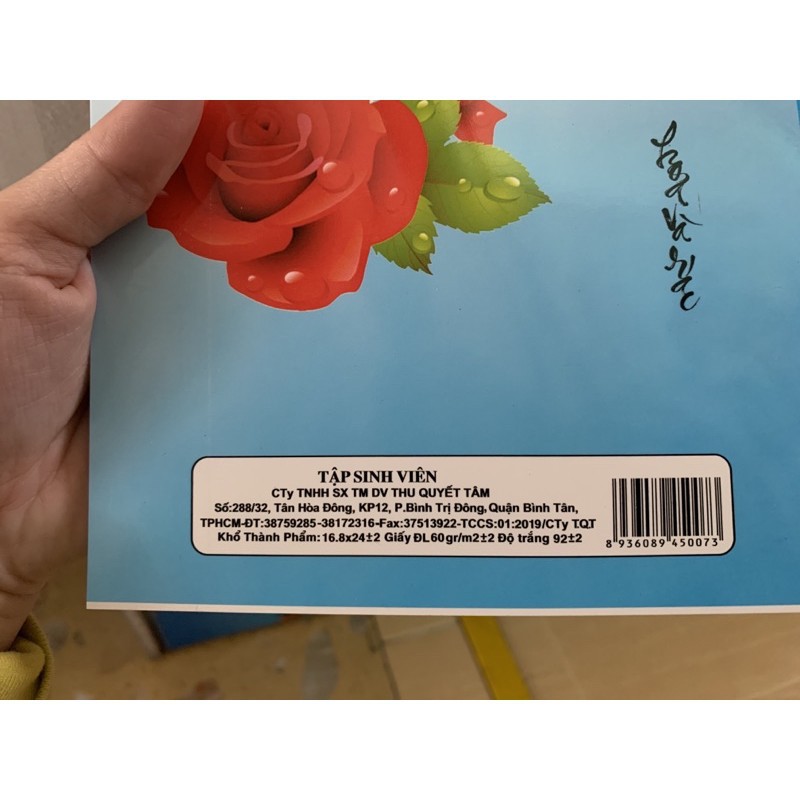 TẬP SINH VIÊN
CTy TNHH SX TM DV THU QUYẾT TÂM
Số:288/32, Tân Hòa Đông, KP12, P.Bình Trị Đông, Quận Bình Tân,
TPHCM-ĐT:38759285-38172316-Fax:37513922-TCCS:01:2019/CTy T.Q.T
Khổ Thành Phẩm:16.8x24±2 Giấy ĐL60gr/m2±2 Độ trắng 92±2
8 936089 450073